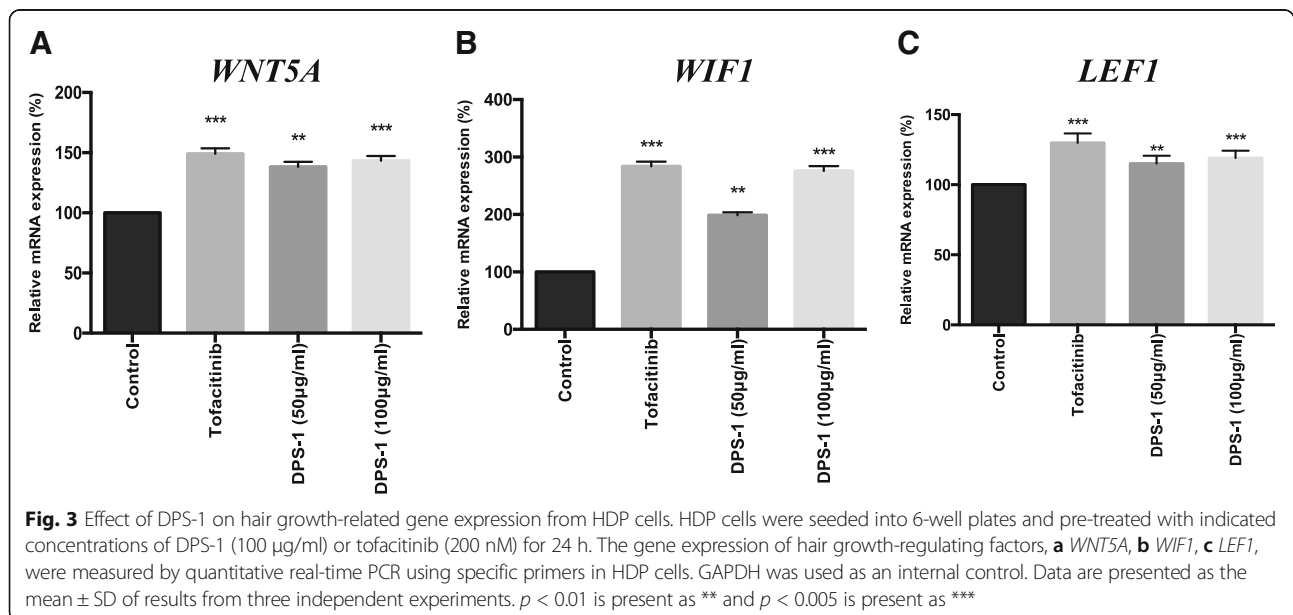 A
WNT5A
Relative mRNA expression (%)
200
150
100
50
0
***
**
***
Control
Tofacitinib
DPS-1 (50µg/ml)
DPS-1 (100µg/ml)
B
WIF1
Relative mRNA expression (%)
400
300
200
100
0
***
**
***
Control
Tofacitinib
DPS-1 (50µg/ml)
DPS-1 (100µg/ml)
C
LEF1
Relative mRNA expression (%)
150
100
50
0
***
**
***
Control
Tofacitinib
DPS-1 (50µg/ml)
DPS-1 (100µg/ml)
Fig. 3 Effect of DPS-1 on hair growth-related gene expression from HDP cells. HDP cells were seeded into 6-well plates and pre-treated with indicated
concentrations of DPS-1 (100 µg/ml) or tofacitinib (200 nM) for 24 h. The gene expression of hair growth-regulating factors, a WNT5A, b WIF1, c LEF1,
were measured by quantitative real-time PCR using specific primers in HDP cells. GAPDH was used as an internal control. Data are presented as the
mean ± SD of results from three independent experiments. p < 0.01 is present as ** and p < 0.005 is present as ***